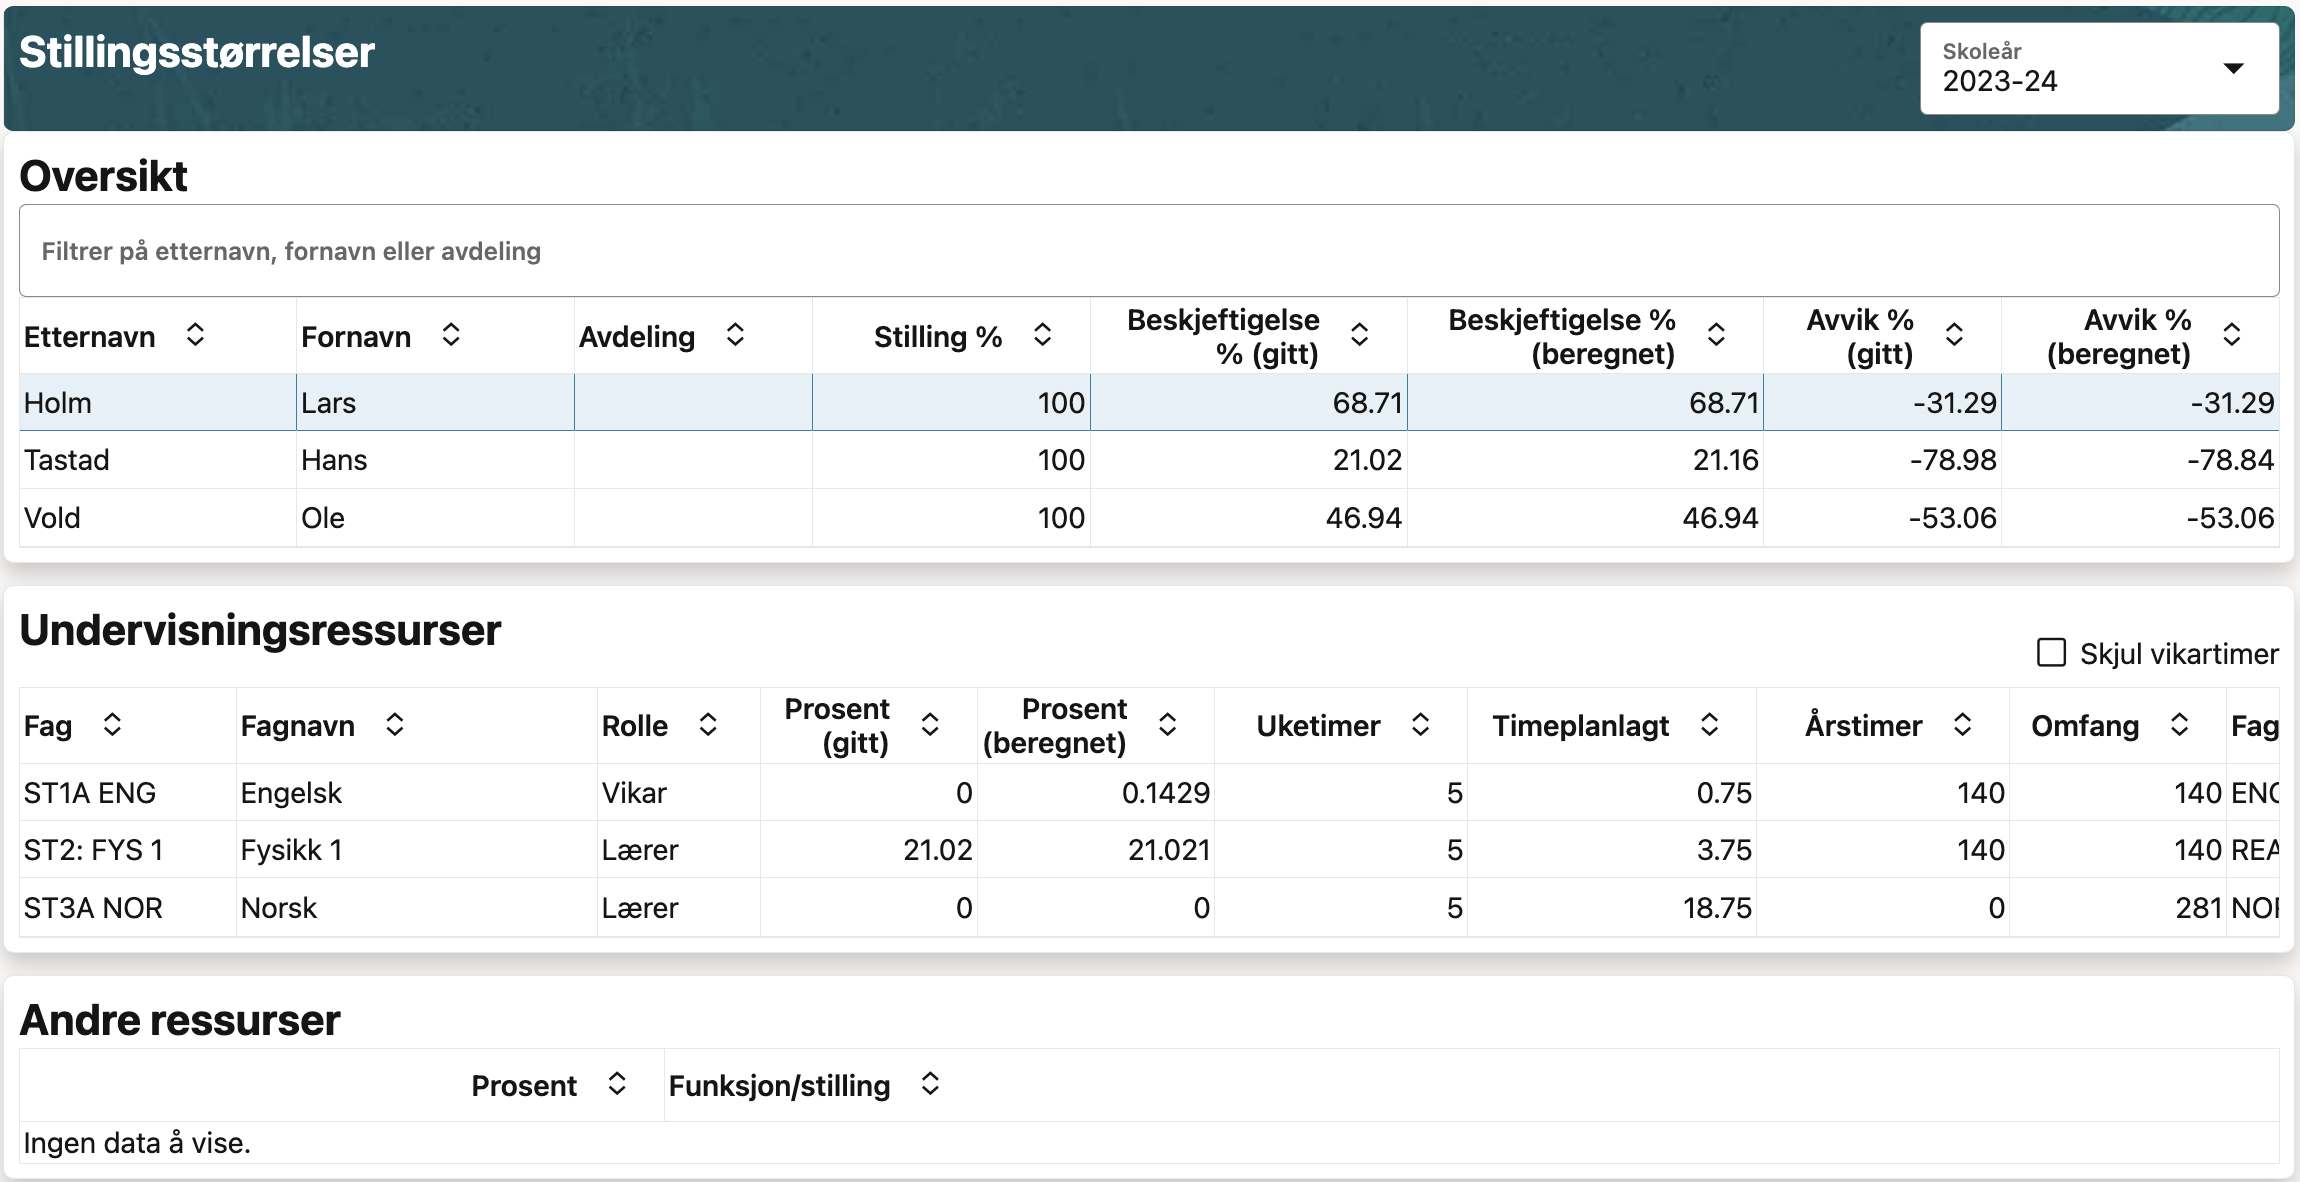 Stillingsstørrelser
Skoleår
2023-24
Oversikt
Filtrer på etternavn, fornavn eller avdeling
Etternavn Fornavn Avdeling Stilling % Beskjeftigelse % (gitt) Beskjeftigelse % (beregnet) Avvik % (gitt) Avvik % (beregnet)
Holm Lars 100 68.71 68.71 -31.29 -31.29
Tastad Hans 100 21.02 21.16 -78.98 -78.84
Vold Ole 100 46.94 46.94 -53.06 -53.06
Undervisningsressurser
Skjul vikartimer
Fag Fagnavn Rolle Prosent (gitt) Prosent (beregnet) Uketimer Timeplanlagt Årstimer Omfang Fag
ST1A ENG Engelsk Vikar 0 0.1429 5 0.75 140 140
ST2: FYS 1 Fysikk 1 Lærer 21.02 21.021 5 3.75 140 140 REA
ST3A NOR Norsk Lærer 0 0 5 18.75 0 281
Andre ressurser
Prosent Funksjon/stilling
Ingen data å vise.